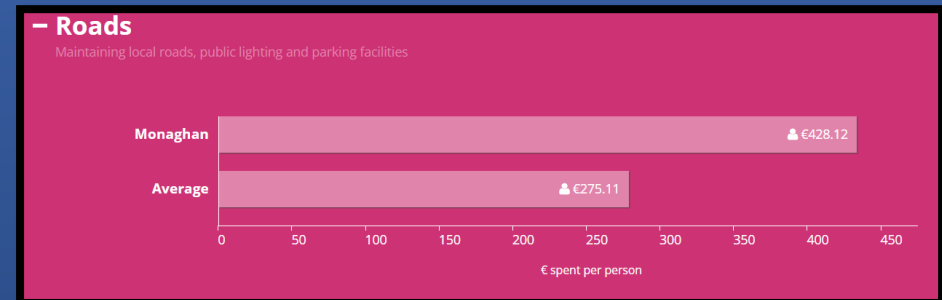 – Roads
Maintaining local roads, public lighting and parking facilities
Monaghan €428.12
Average €275.11
0 50 100 150 200 250 300 350 400 450
€ spent per person